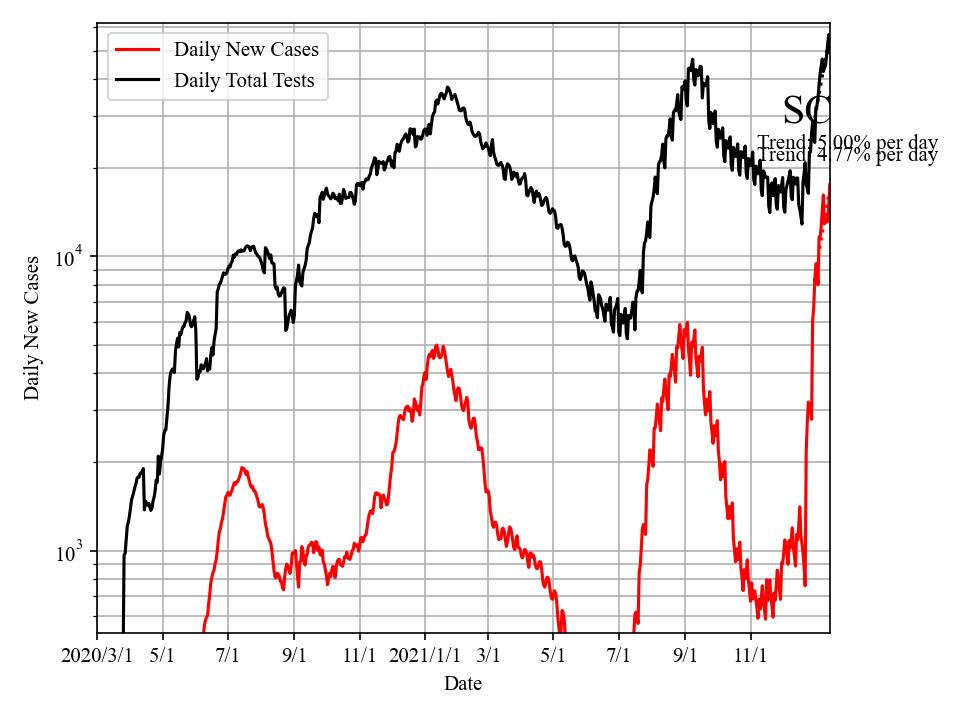 Daily New Cases
Daily Total Tests
SC
Trend: 5.00% per day
Trend: 4.77% per day
Daily New Cases
10^4
10^3
2020/3/1 5/1 7/1 9/1 11/1 2021/1/1 3/1 5/1 7/1 9/1 11/1
Date